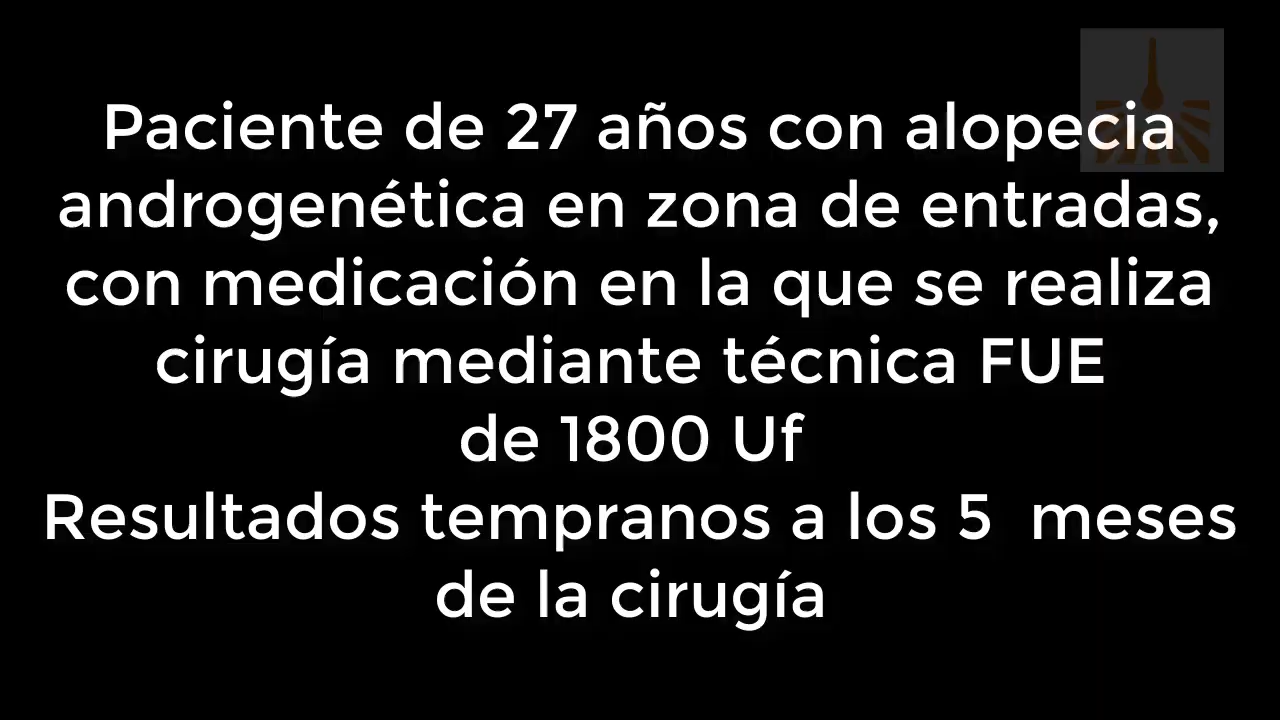 Paciente de 27 años con alopecia
androgenética en zona de entradas,
con medicación en la que se realiza
cirugía mediante técnica FUE
de 1800 Uf
Resultados tempranos a los 5  meses
de la cirugía